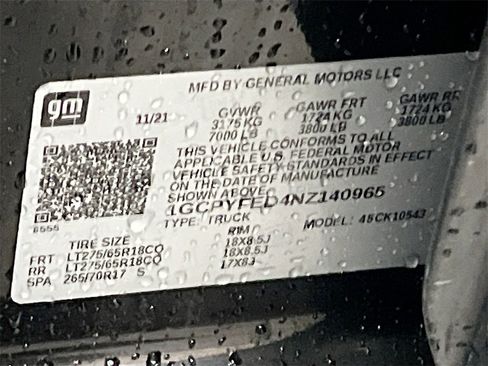 MFD BY GENERAL MOTORS LLC
gm
11/21
GVWR GAWR FRT GAWR RR
3175 KG 1724 KG 1724 KG
7000 LB 3800 LB 3800 LB
THIS VEHICLE CONFORMS TO ALL
APPLICABLE U.S. FEDERAL MOTOR
VEHICLE SAFETY STANDARDS IN EFFECT
ON THE DATE OF MANUFACTURE
SHOWN ABOVE.
1GCPYFED4NZ140965
TYPE: TRUCK MODEL: 4SCK10543
6555
TIRE SIZE RIM
FRT LT275/65R18CO 18X8.5J
RR LT275/65R18CO 18X8.5J
SPA 265/70R17 S 17X8J